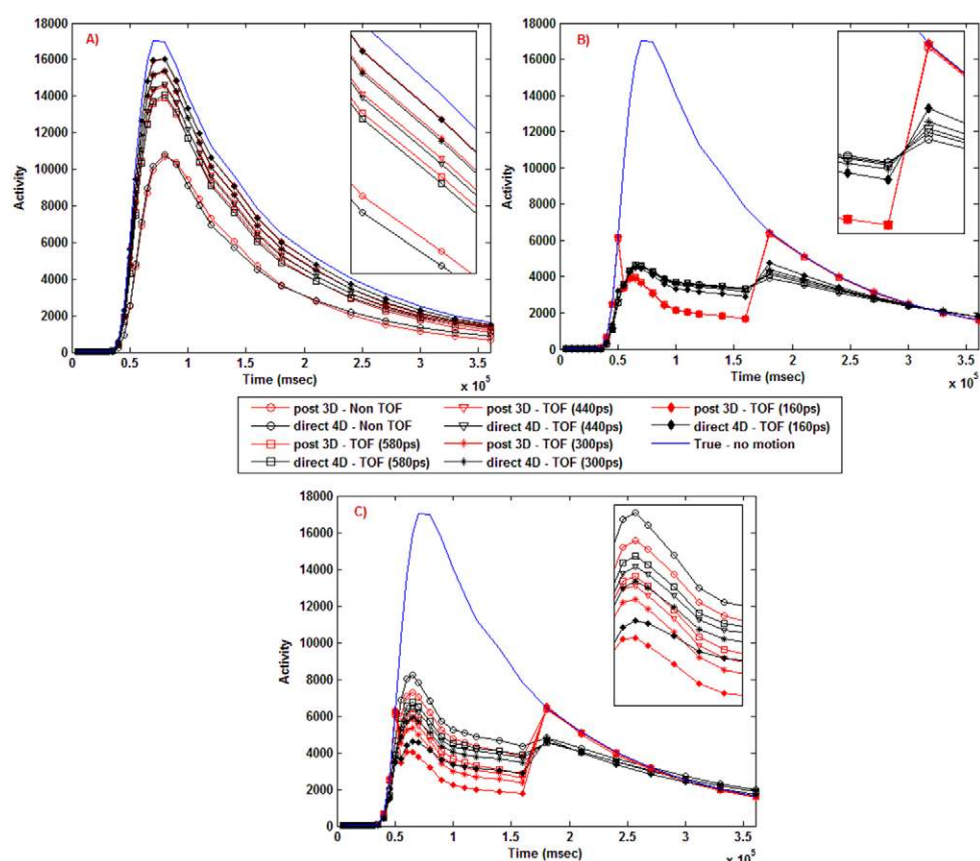 A)
18000
16000
14000
12000
10000
8000
6000
4000
2000
0
Activity
0 0.5 1 1.5 2 2.5 3 3.5
Time (msec)
x 10^5
B)
18000
16000
14000
12000
10000
8000
6000
4000
2000
0
Activity
0 0.5 1 1.5 2 2.5 3 3.5
Time (msec)
x 10^5
post 3D - Non TOF
direct 4D - Non TOF
post 3D - TOF (580ps)
direct 4D - TOF (580ps)
post 3D - TOF (440ps)
direct 4D - TOF (440ps)
post 3D - TOF (300ps)
direct 4D - TOF (300ps)
post 3D - TOF (160ps)
direct 4D - TOF (160ps)
True - no motion
C)
18000
16000
14000
12000
10000
8000
6000
4000
2000
0
Activity
0 0.5 1 1.5 2 2.5 3 3.5
Time (msec)
x 10^5